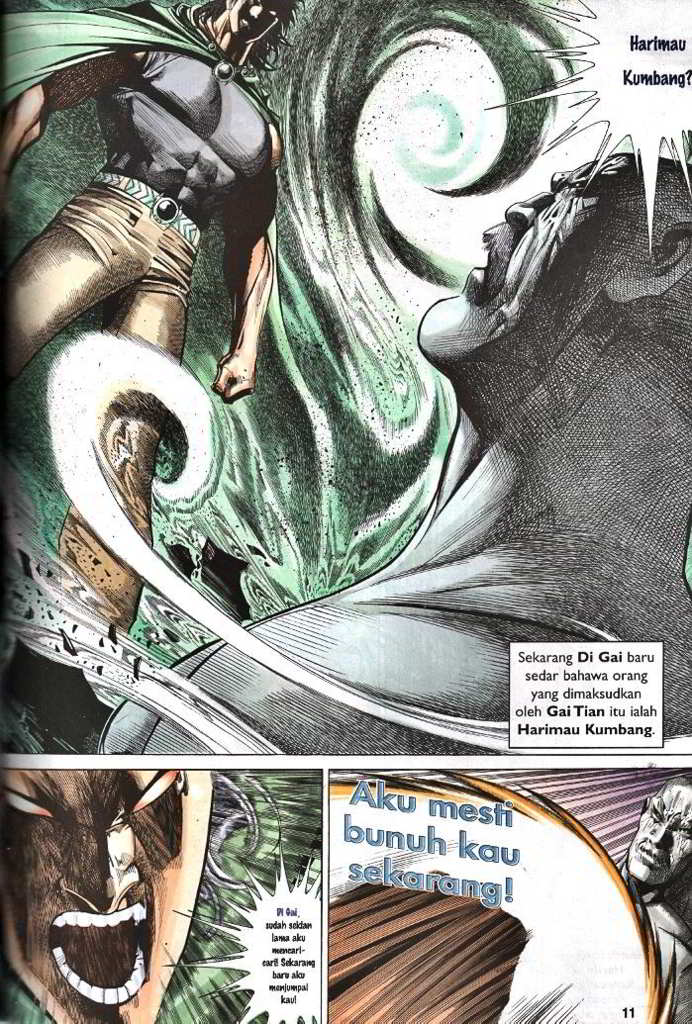 Harimau
Kumbang?
Sekarang Di Gai baru
sedar bahawa orang
yang dimaksudkan
oleh Gai Tian itu ialah
Harimau Kumbang.
Di Gai,
sudah sekian
lama aku
mencari-
cari! Sekarang
baru aku
menjumpai
kau!
Aku mesti
bunuh kau
sekarang!
11